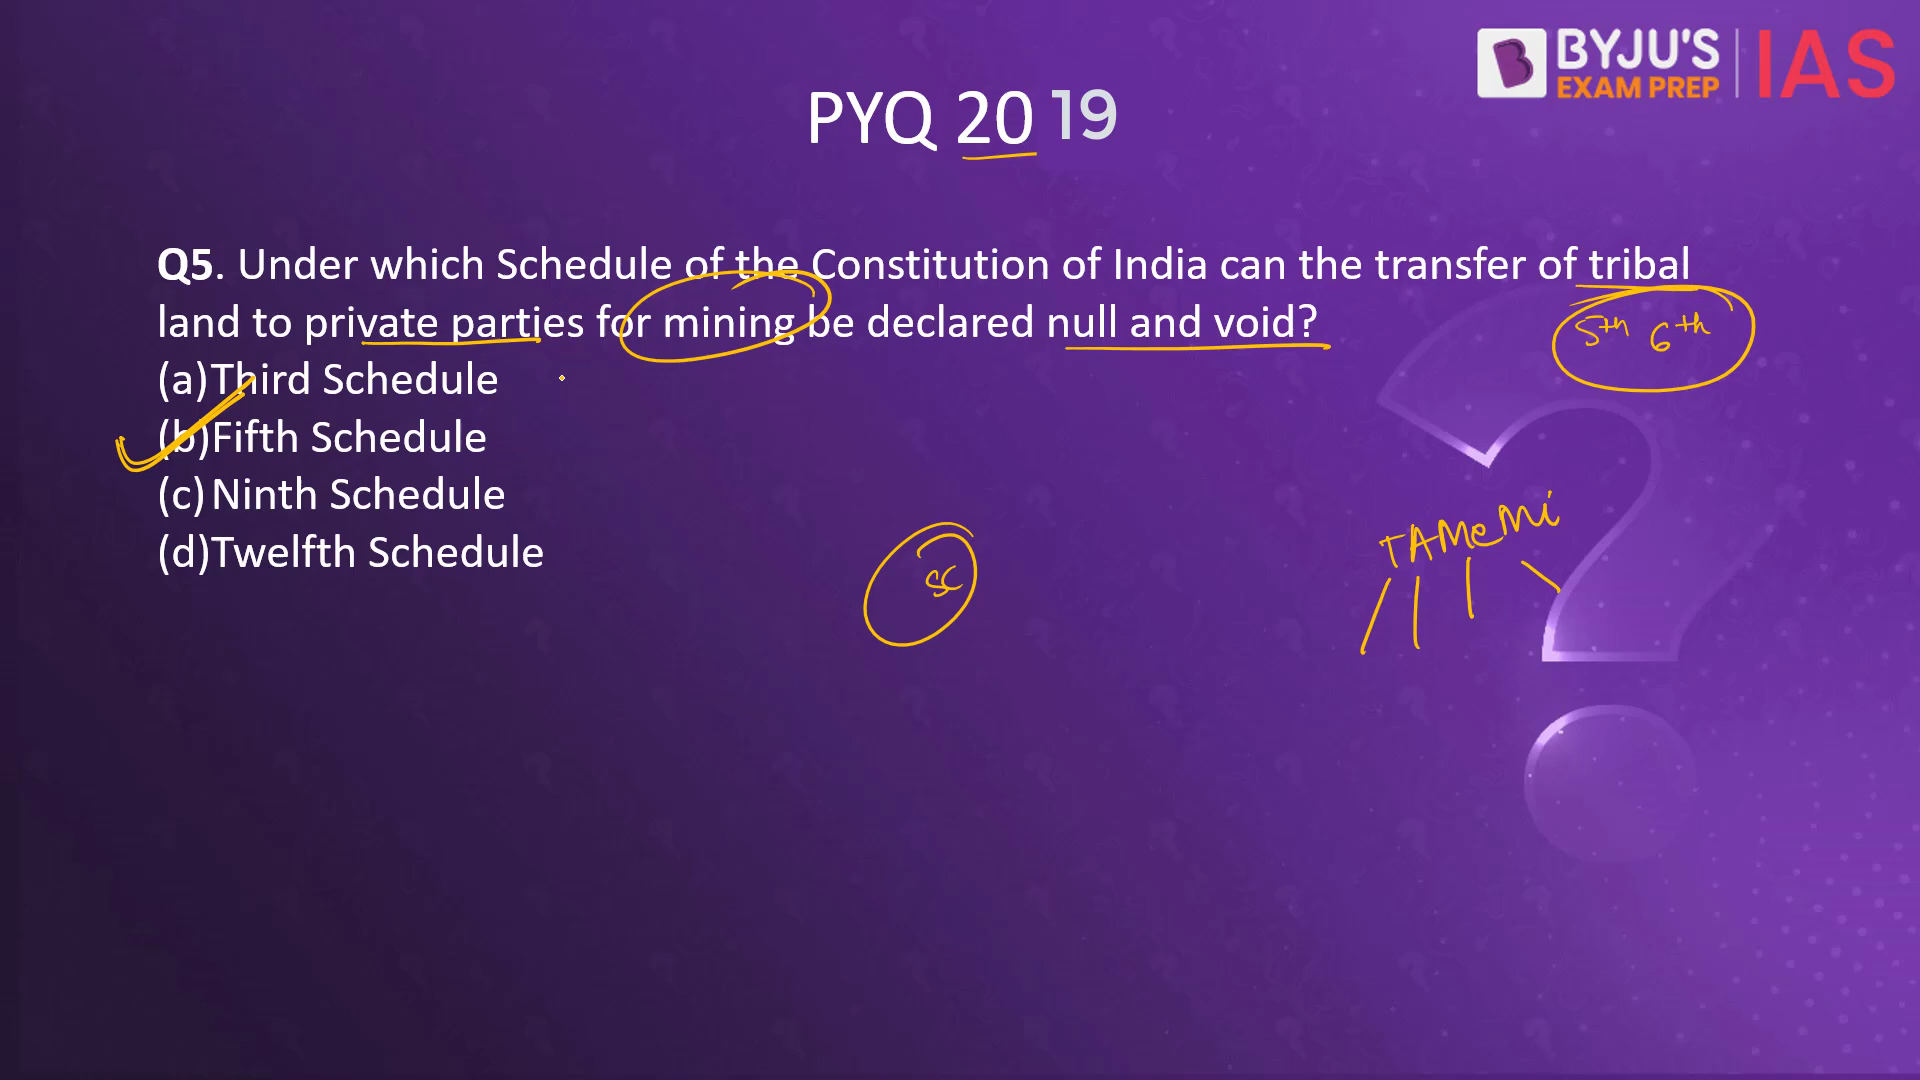 BYJU'S
EXAM PREP
IAS
PYQ 2019
Q5. Under which Schedule of the Constitution of India can the transfer of tribal
land to private parties for mining be declared null and void?
5th 6th
(a)Third Schedule
(b)Fifth Schedule
(c)Ninth Schedule
(d)Twelfth Schedule
TAMeMi
SC